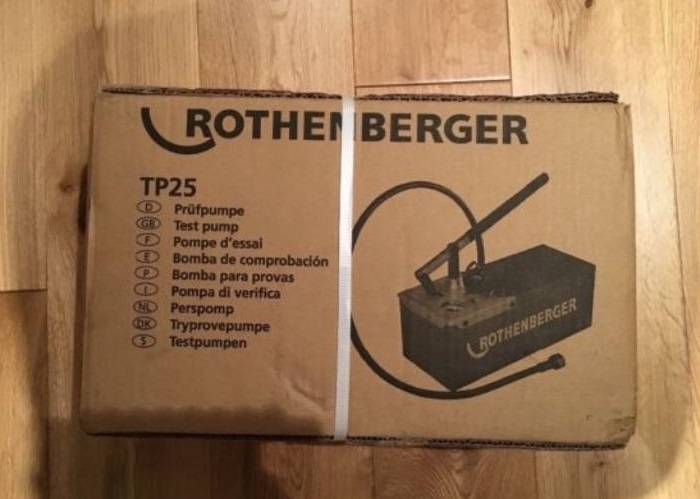 ROTHENBERGER
TP25
D Prüfpumpe
GB Test pump
F Pompe d'essai
E Bomba de comprobación
P Bomba para provas
I Pompa di verifica
NL Perspomp
DK Tryprovepumpe
S Testpumpen
ROTHENBERGER